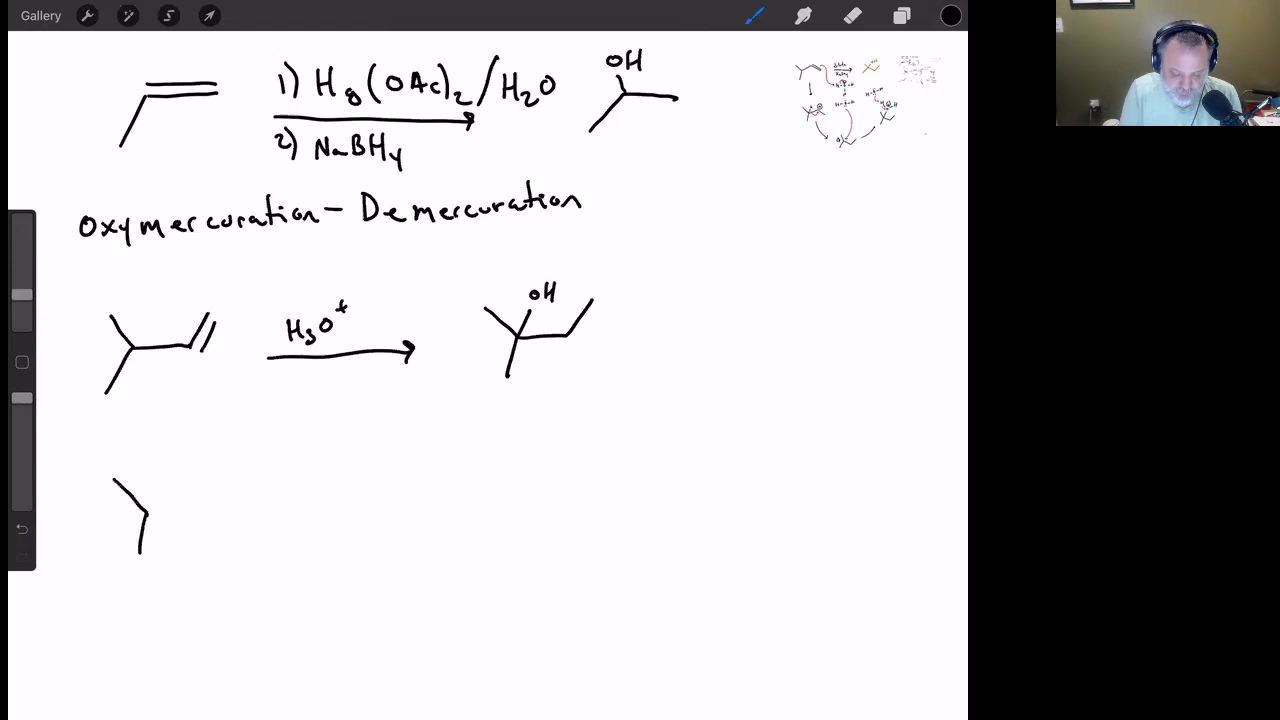 Gallery
1) Hg(OAc)2/H2O
OH
2) NaBH4
Oxymercuration - Demercuration
H3O+
OH